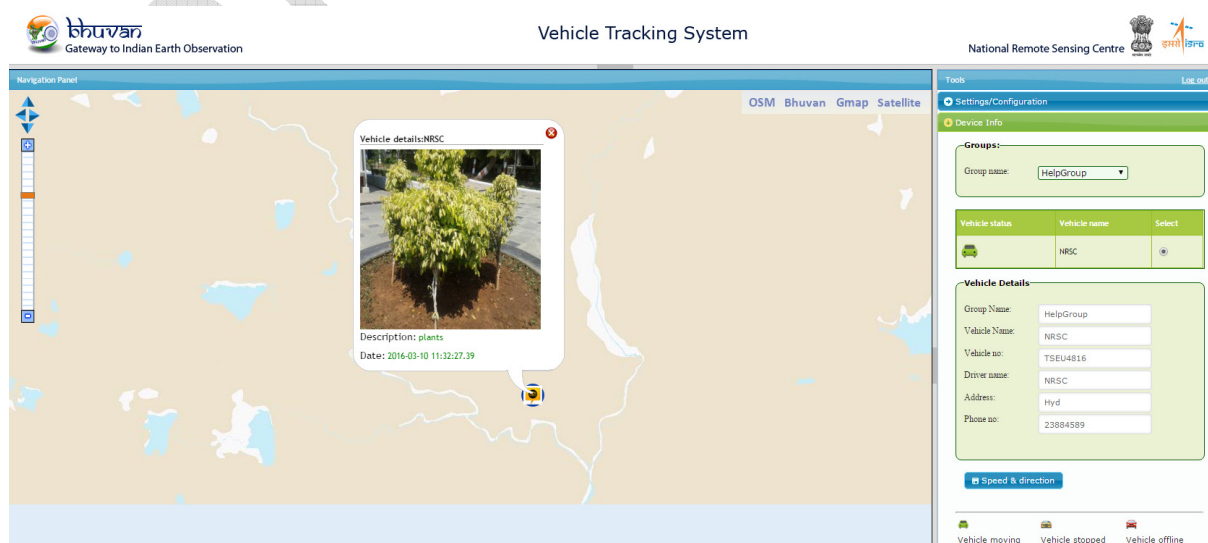 bhuvan
Gateway to Indian Earth Observation
Vehicle Tracking System
National Remote Sensing Centre
इसरो isro
Navigation Panel
Tools
Log out
OSM Bhuvan Gmap Satellite
Settings/Configuration
Device Info
Vehicle details:NRSC
Groups:
Group name:
HelpGroup
Vehicle status Vehicle name Select
NRSC
Vehicle Details
Group Name: HelpGroup
Vehicle Name: NRSC
Vehicle no: TSEU4816
Driver name: NRSC
Address: Hyd
Phone no: 23884589
Description: plants
Date: 2016-03-10 11:32:27.39
Speed & direction
Vehicle moving Vehicle stopped Vehicle offline